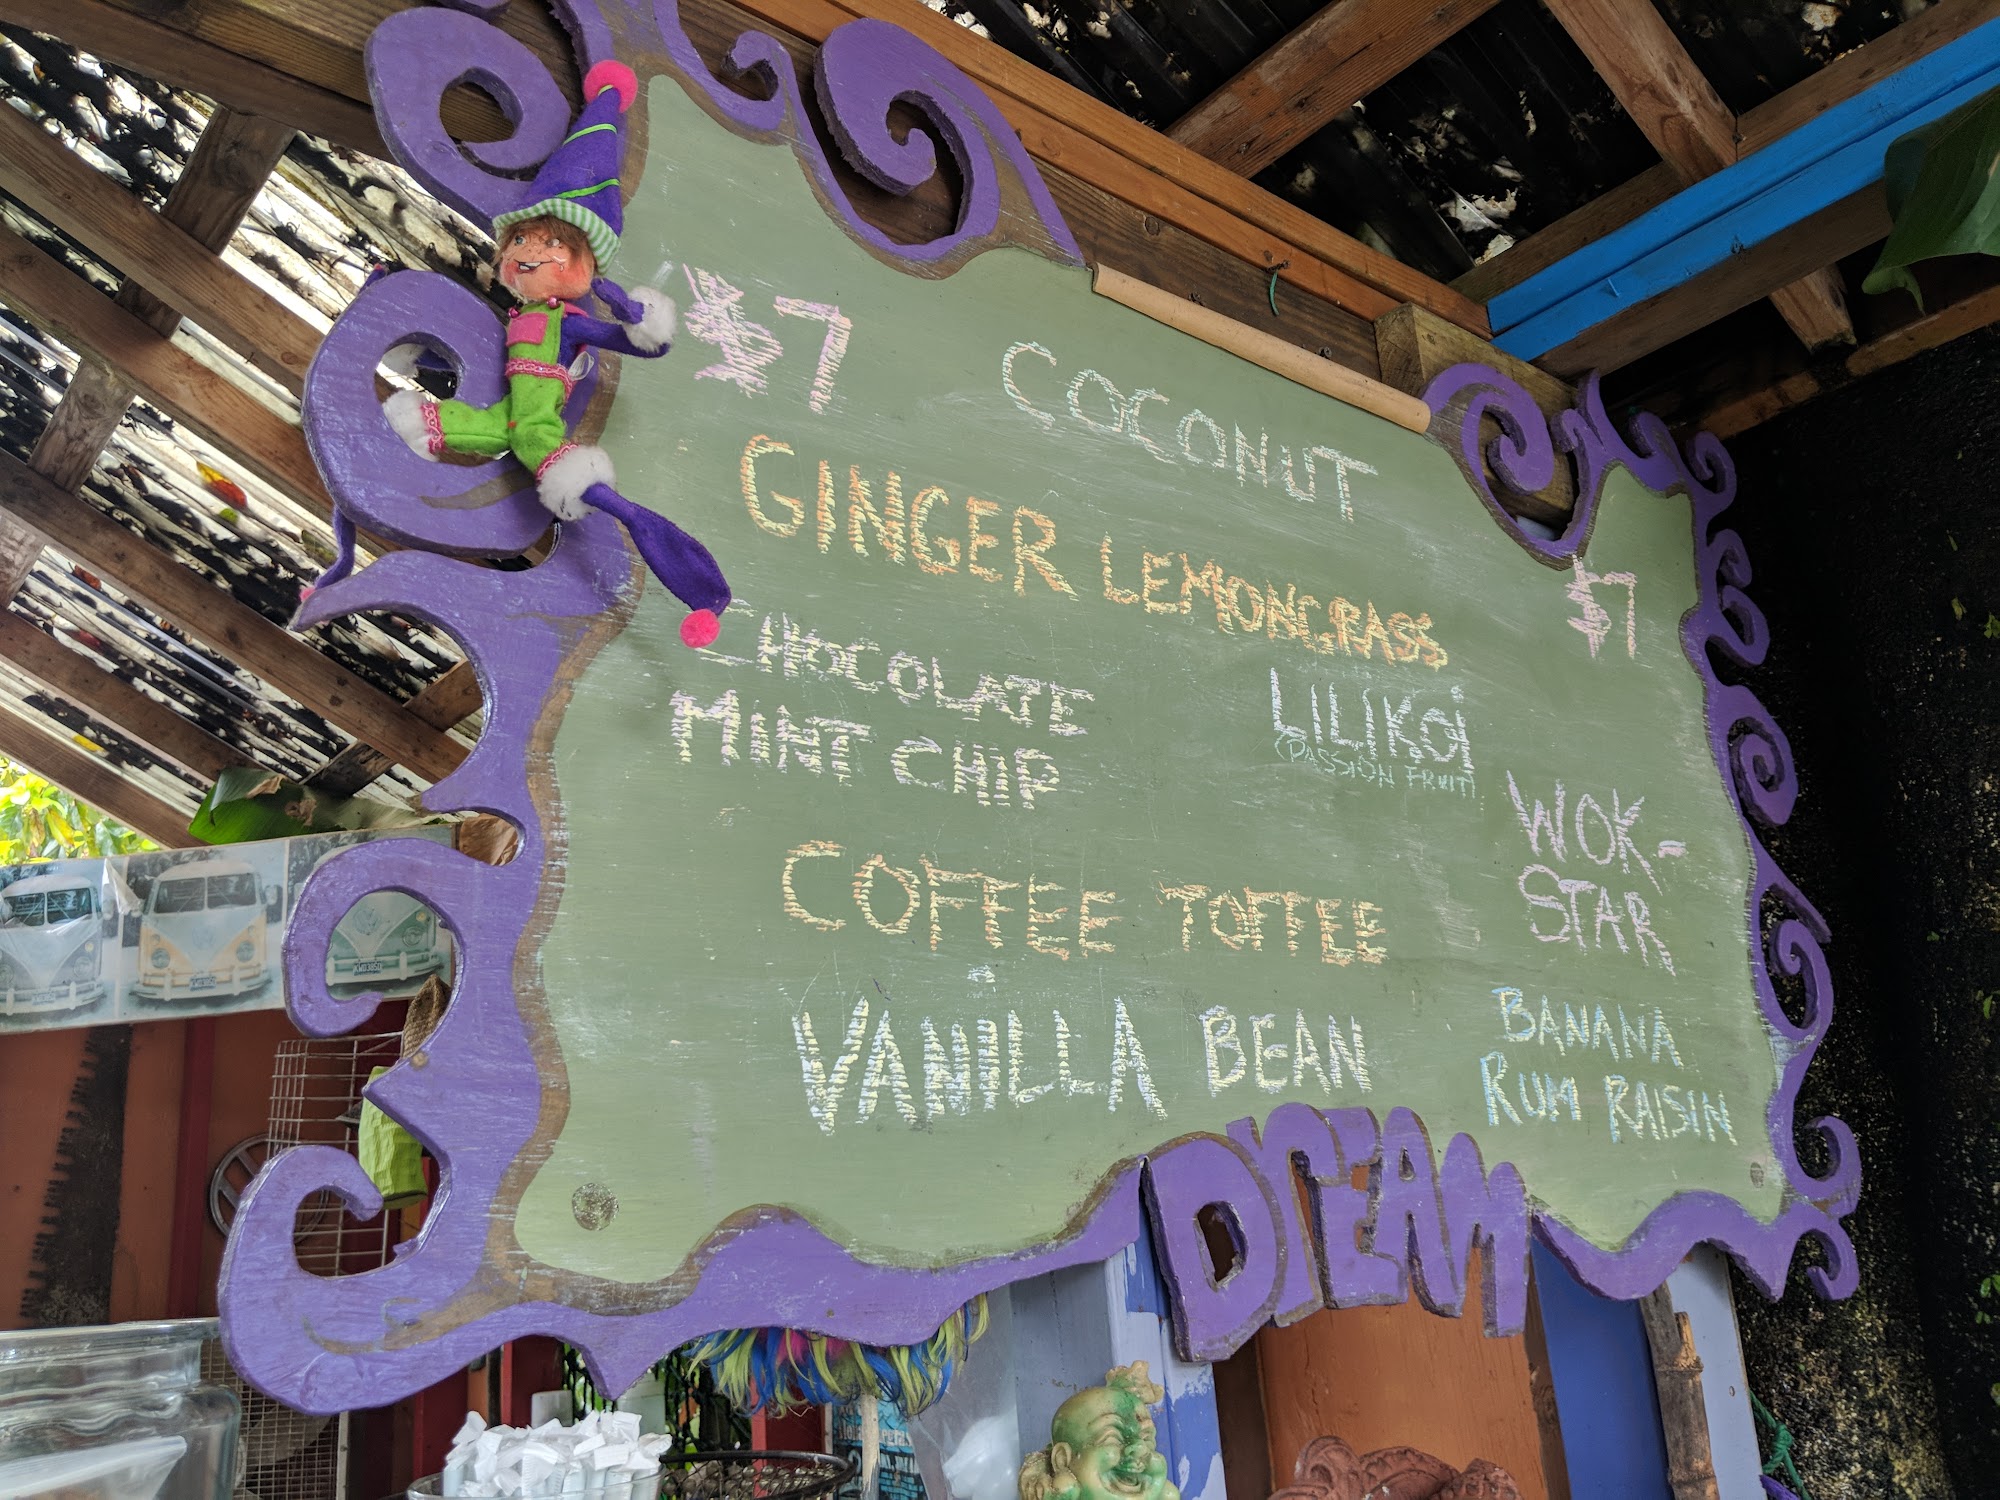 $7
COCONUT
GINGER LEMONGRASS
$7
CHOCOLATE
MINT CHIP
LILIKOi
(PASSION FRUIT)
WOK-
STAR
COFFEE TOFFEE
VANILLA BEAN
BANANA
RUM RAISIN
DREAM